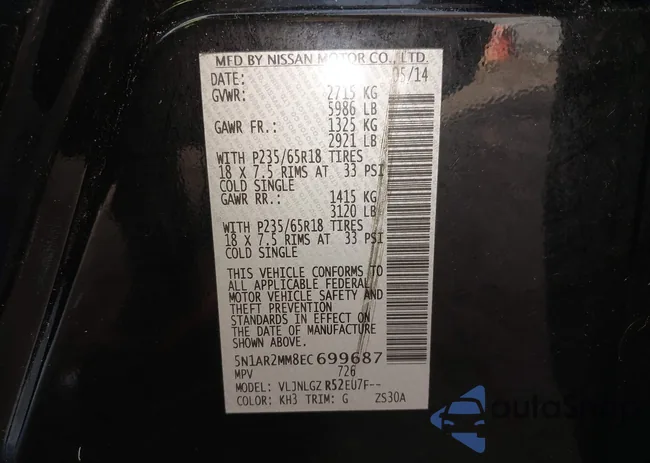 MFD BY NISSAN MOTOR CO., LTD.
DATE: 05/14
GVWR: 2715 KG
5986 LB
GAWR FR.: 1325 KG
2921 LB
WITH P235/65R18 TIRES
18 X 7.5 RIMS AT 33 PSI
COLD SINGLE
GAWR RR.: 1415 KG
3120 LB
WITH P235/65R18 TIRES
18 X 7.5 RIMS AT 33 PSI
COLD SINGLE
THIS VEHICLE CONFORMS TO
ALL APPLICABLE FEDERAL
MOTOR VEHICLE SAFETY AND
THEFT PREVENTION
STANDARDS IN EFFECT ON
THE DATE OF MANUFACTURE
SHOWN ABOVE.
5N1AR2MM8EC699687
MPV 726
MODEL: VLJNLGZ R52EU7F--
COLOR: KH3 TRIM: G ZS30A